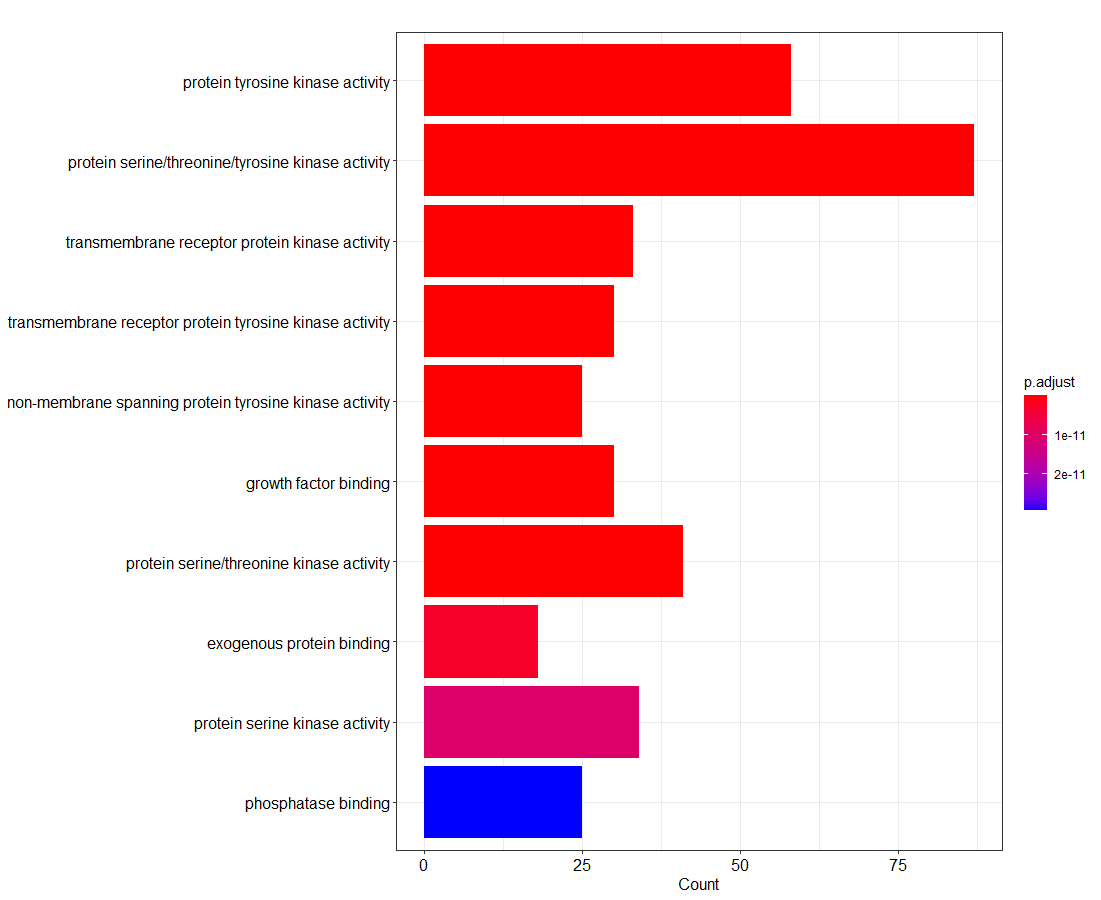 protein tyrosine kinase activity
protein serine/threonine/tyrosine kinase activity
transmembrane receptor protein kinase activity
transmembrane receptor protein tyrosine kinase activity
non-membrane spanning protein tyrosine kinase activity
growth factor binding
protein serine/threonine kinase activity
exogenous protein binding
protein serine kinase activity
phosphatase binding
0 25 50 75
Count
p.adjust
1e-11
2e-11